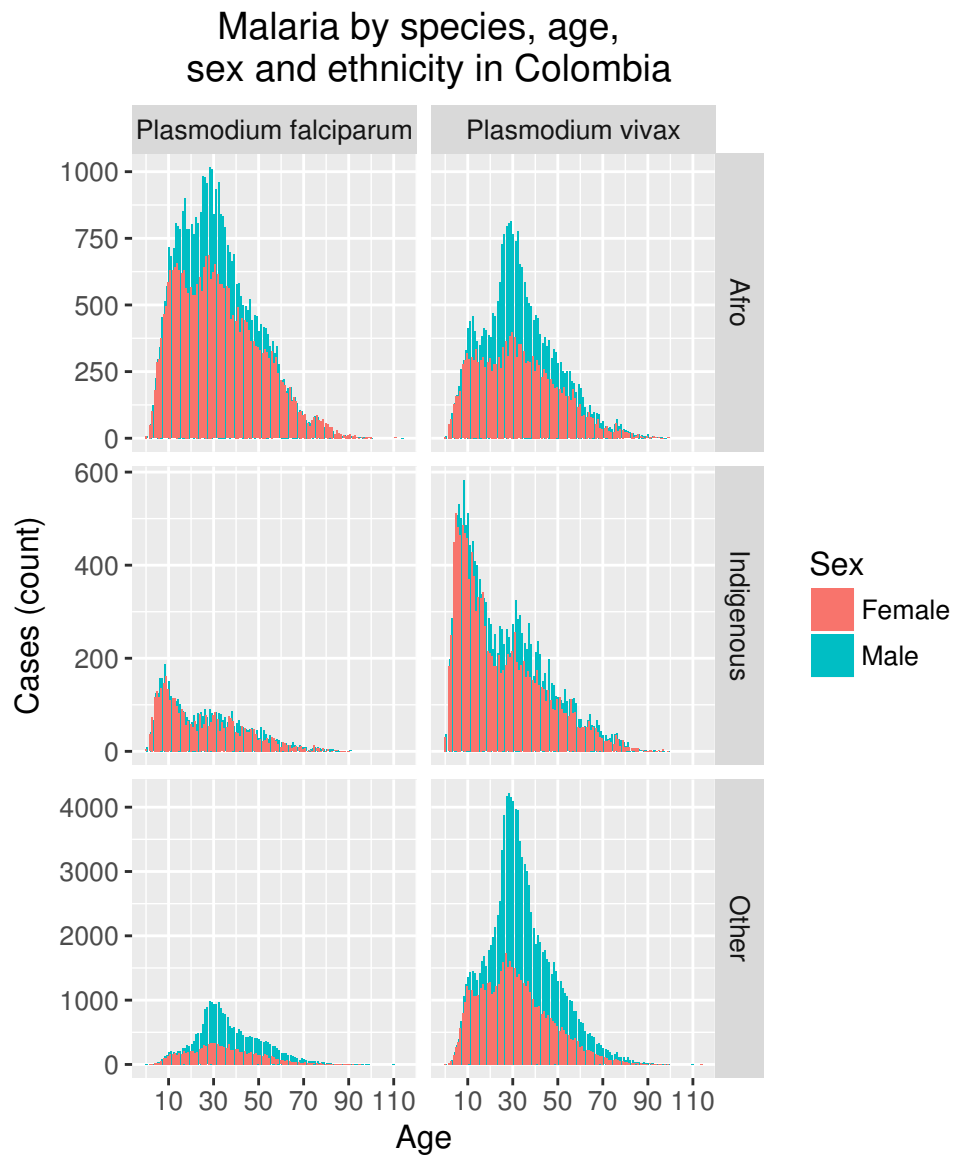 Malaria by species, age,
sex and ethnicity in Colombia
Plasmodium falciparum
Plasmodium vivax
1000
750
500
250
0
Afro
600
400
200
0
Indigenous
4000
3000
2000
1000
0
Other
10 30 50 70 90 110
10 30 50 70 90 110
Age
Cases (count)
Sex
Female
Male